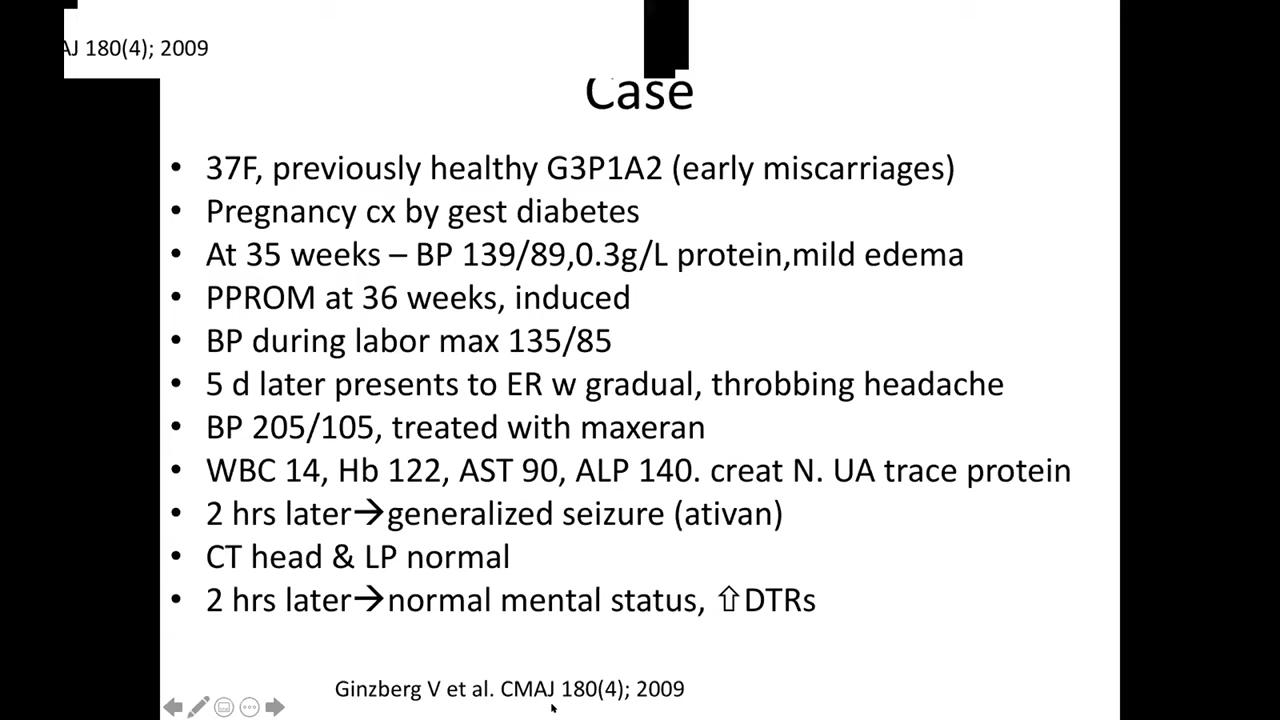 AJ 180(4); 2009
Case
• 37F, previously healthy G3P1A2 (early miscarriages)
• Pregnancy cx by gest diabetes
• At 35 weeks – BP 139/89,0.3g/L protein,mild edema
• PPROM at 36 weeks, induced
• BP during labor max 135/85
• 5 d later presents to ER w gradual, throbbing headache
• BP 205/105, treated with maxeran
• WBC 14, Hb 122, AST 90, ALP 140. creat N. UA trace protein
• 2 hrs later→generalized seizure (ativan)
• CT head & LP normal
• 2 hrs later→normal mental status, ⇧DTRs
Ginzberg V et al. CMAJ 180(4); 2009